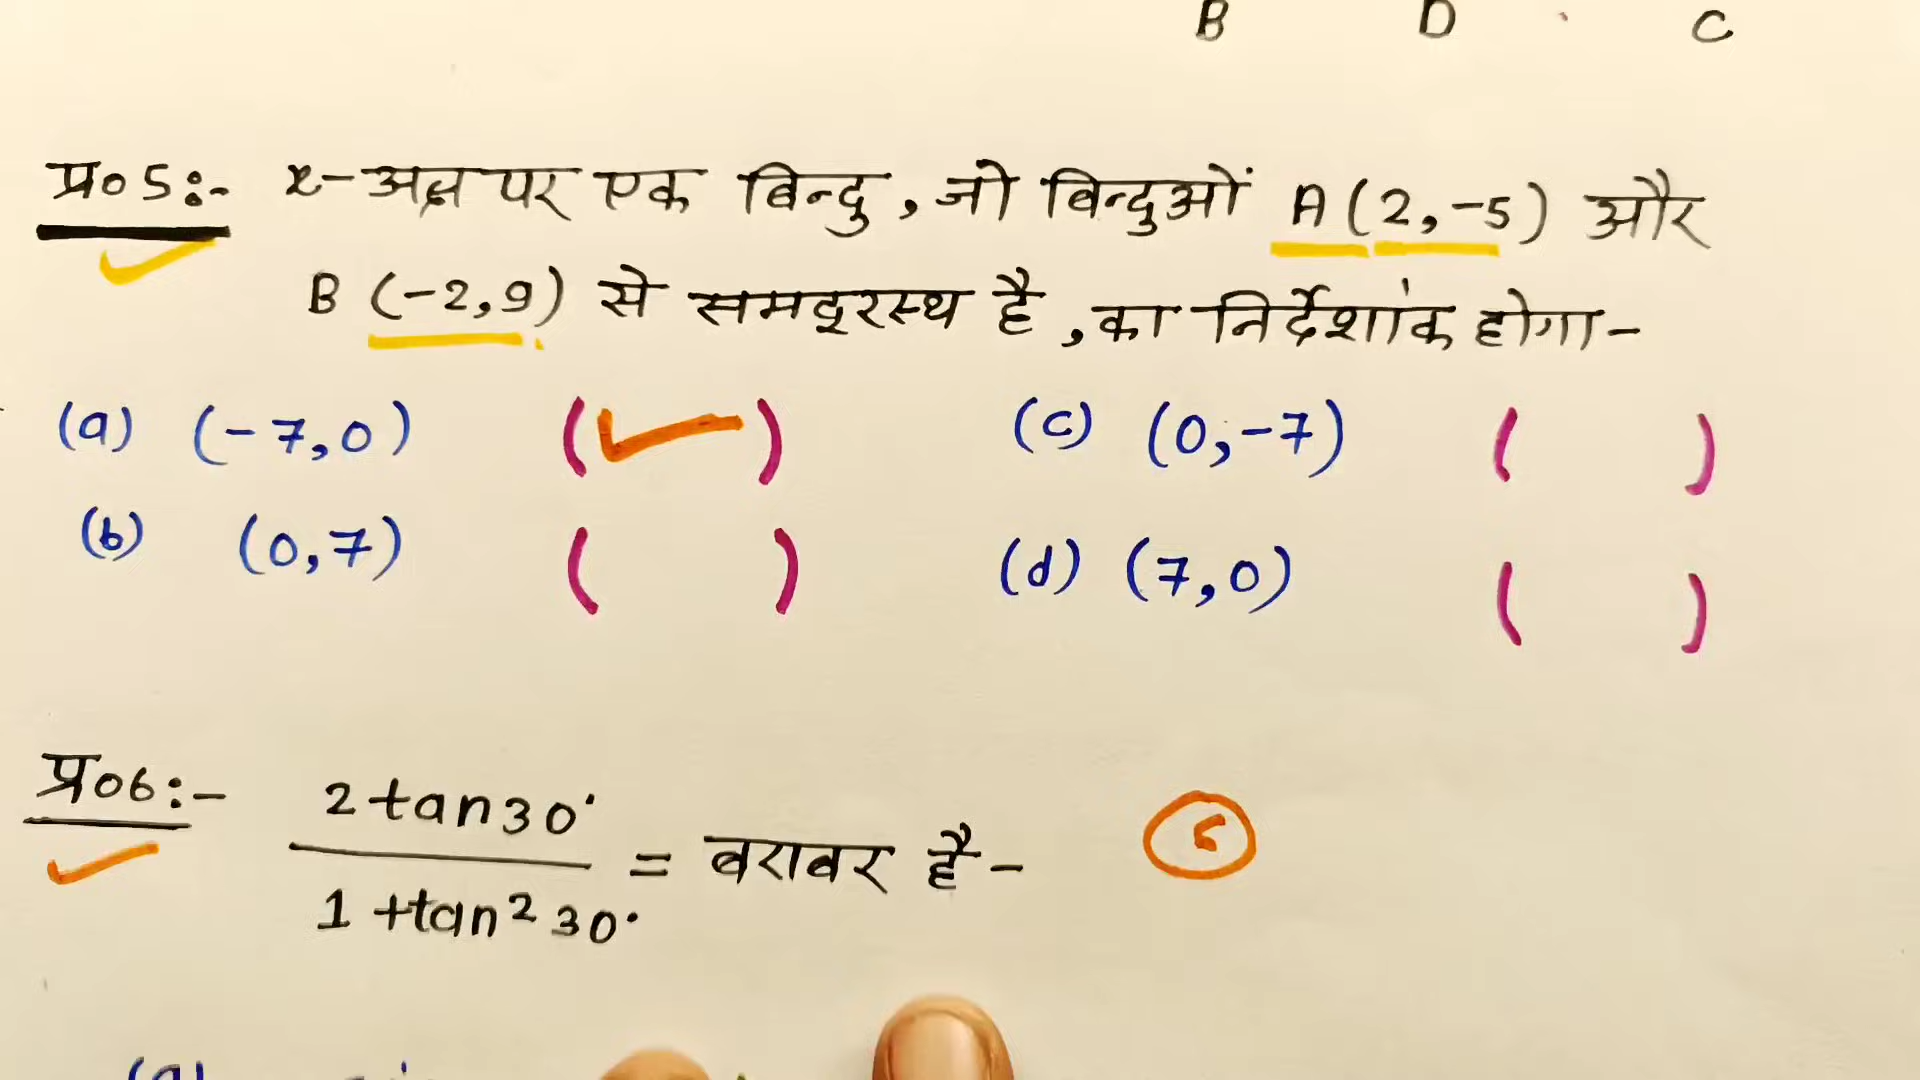 B D C
प्र०5:- x-अक्ष पर एक बिन्दु, जो बिन्दुओं A(2,-5) और
B (-2,9) से समदूरस्थ है, का निर्देशांक होगा-
(a) (-7,0) (✓) (c) (0,-7) ( )
(b) (0,7) ( ) (d) (7,0) ( )
प्र०6:- 2tan30° / 1+tan²30° = बराबर है-
(a)